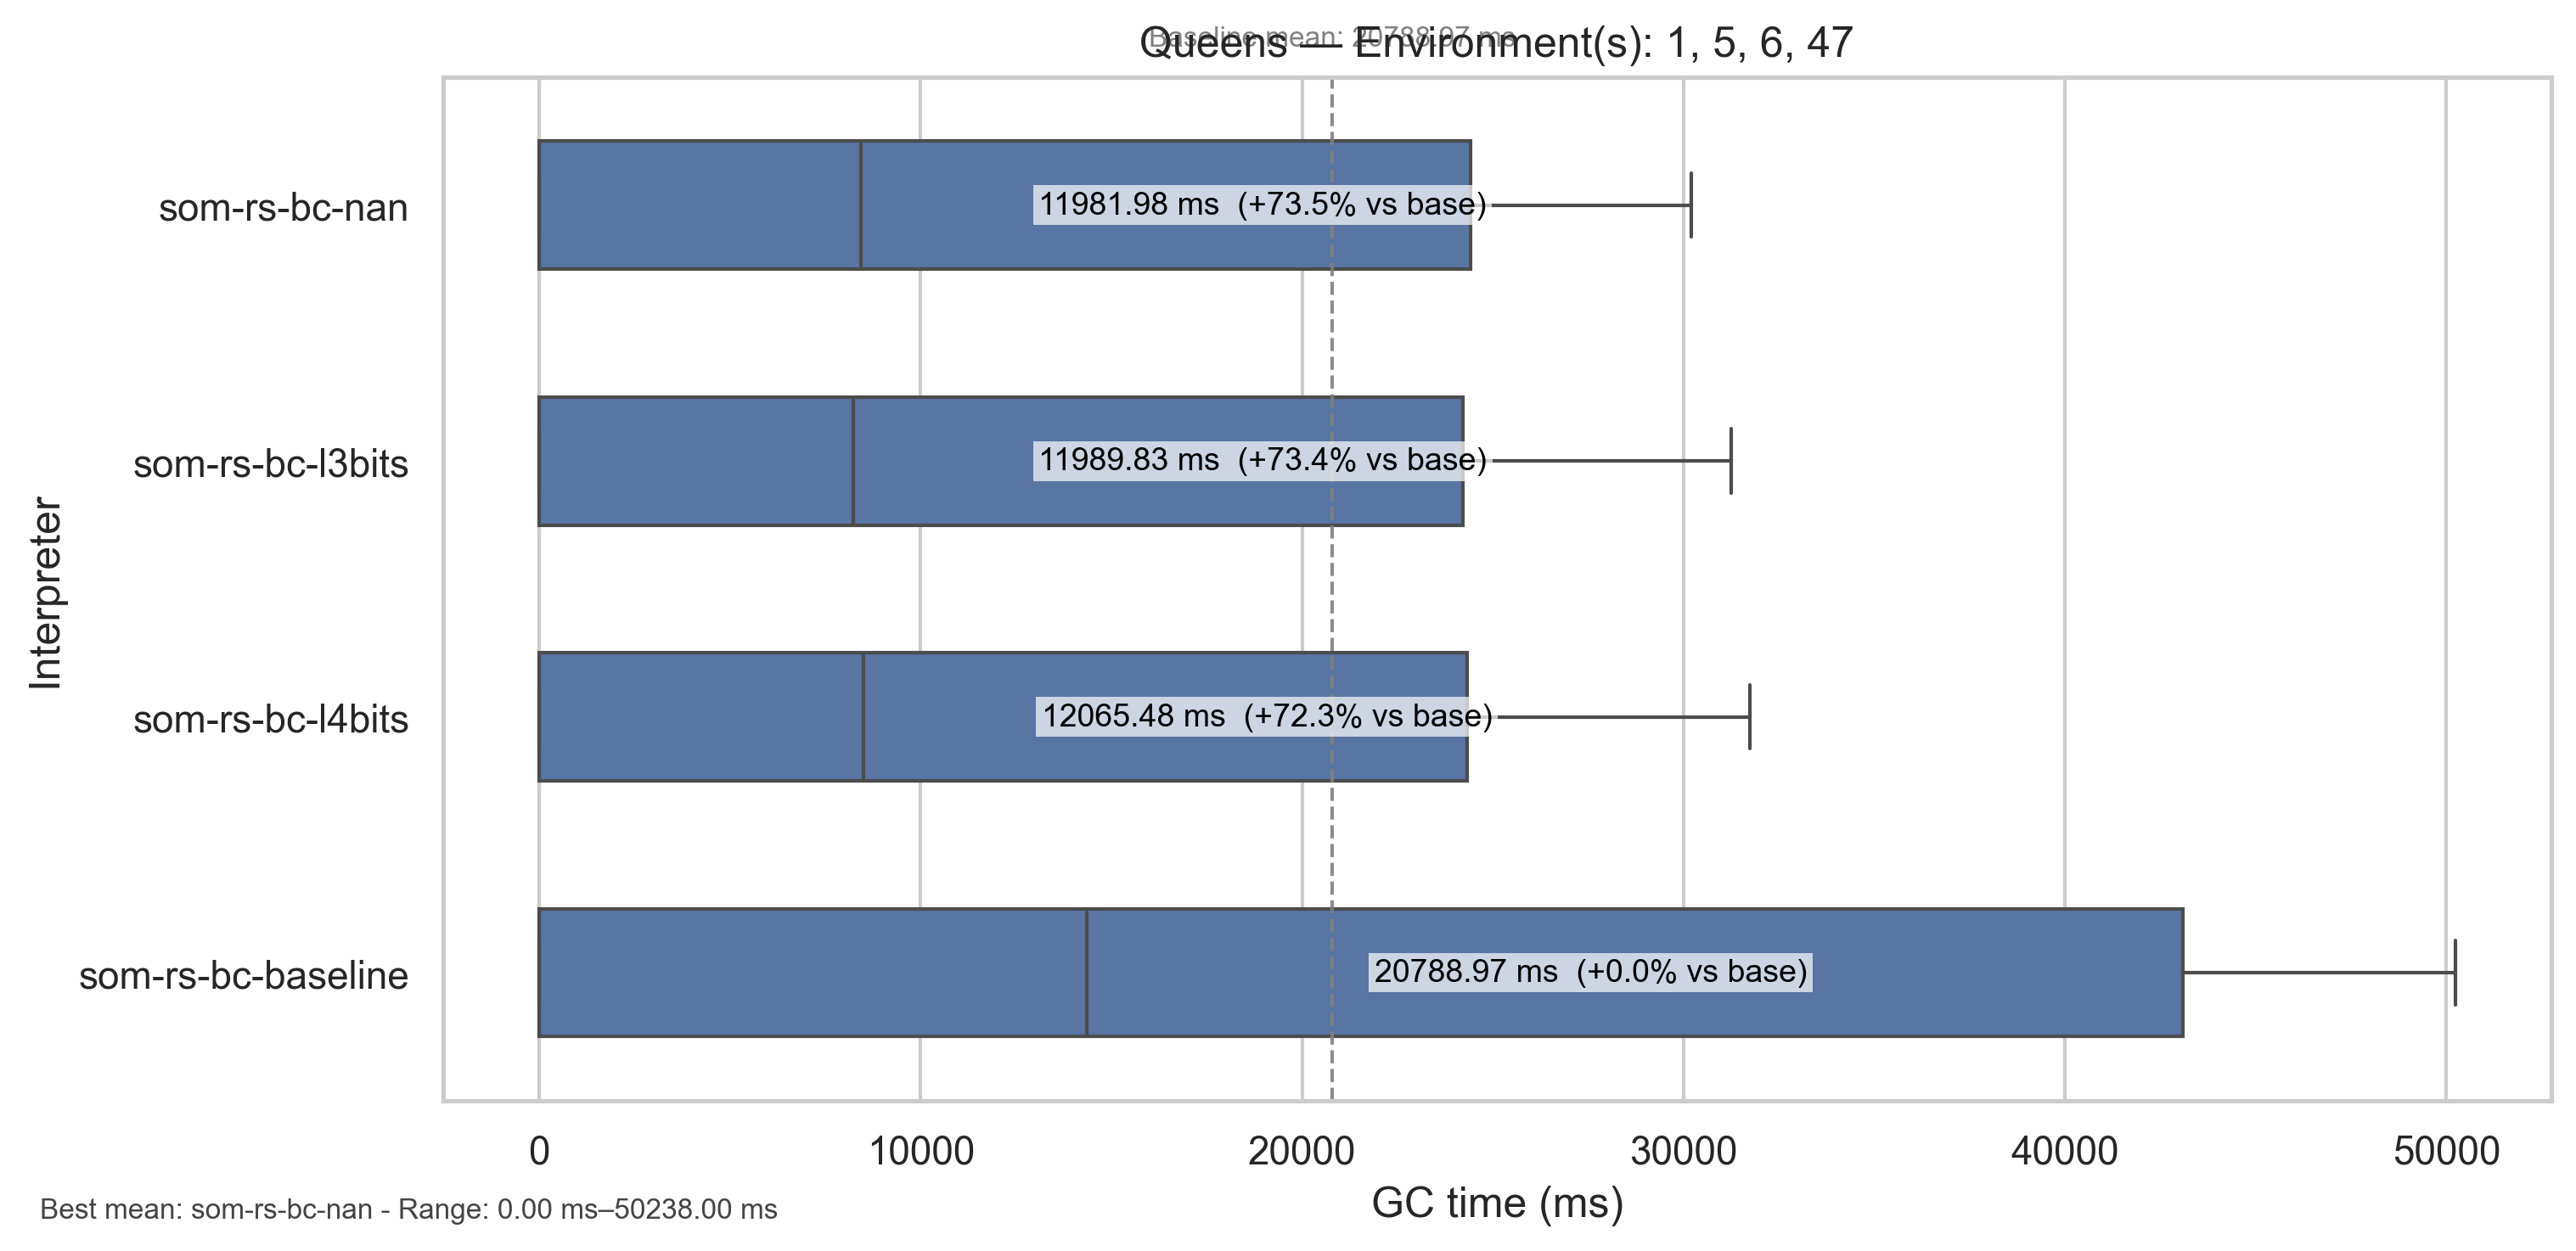 Baseline mean: 20788.97 ms
Queens — Environment(s): 1, 5, 6, 47
som-rs-bc-nan
11981.98 ms (+73.5% vs base)
som-rs-bc-l3bits
11989.83 ms (+73.4% vs base)
Interpreter
som-rs-bc-l4bits
12065.48 ms (+72.3% vs base)
som-rs-bc-baseline
20788.97 ms (+0.0% vs base)
0 10000 20000 30000 40000 50000
GC time (ms)
Best mean: som-rs-bc-nan - Range: 0.00 ms–50238.00 ms